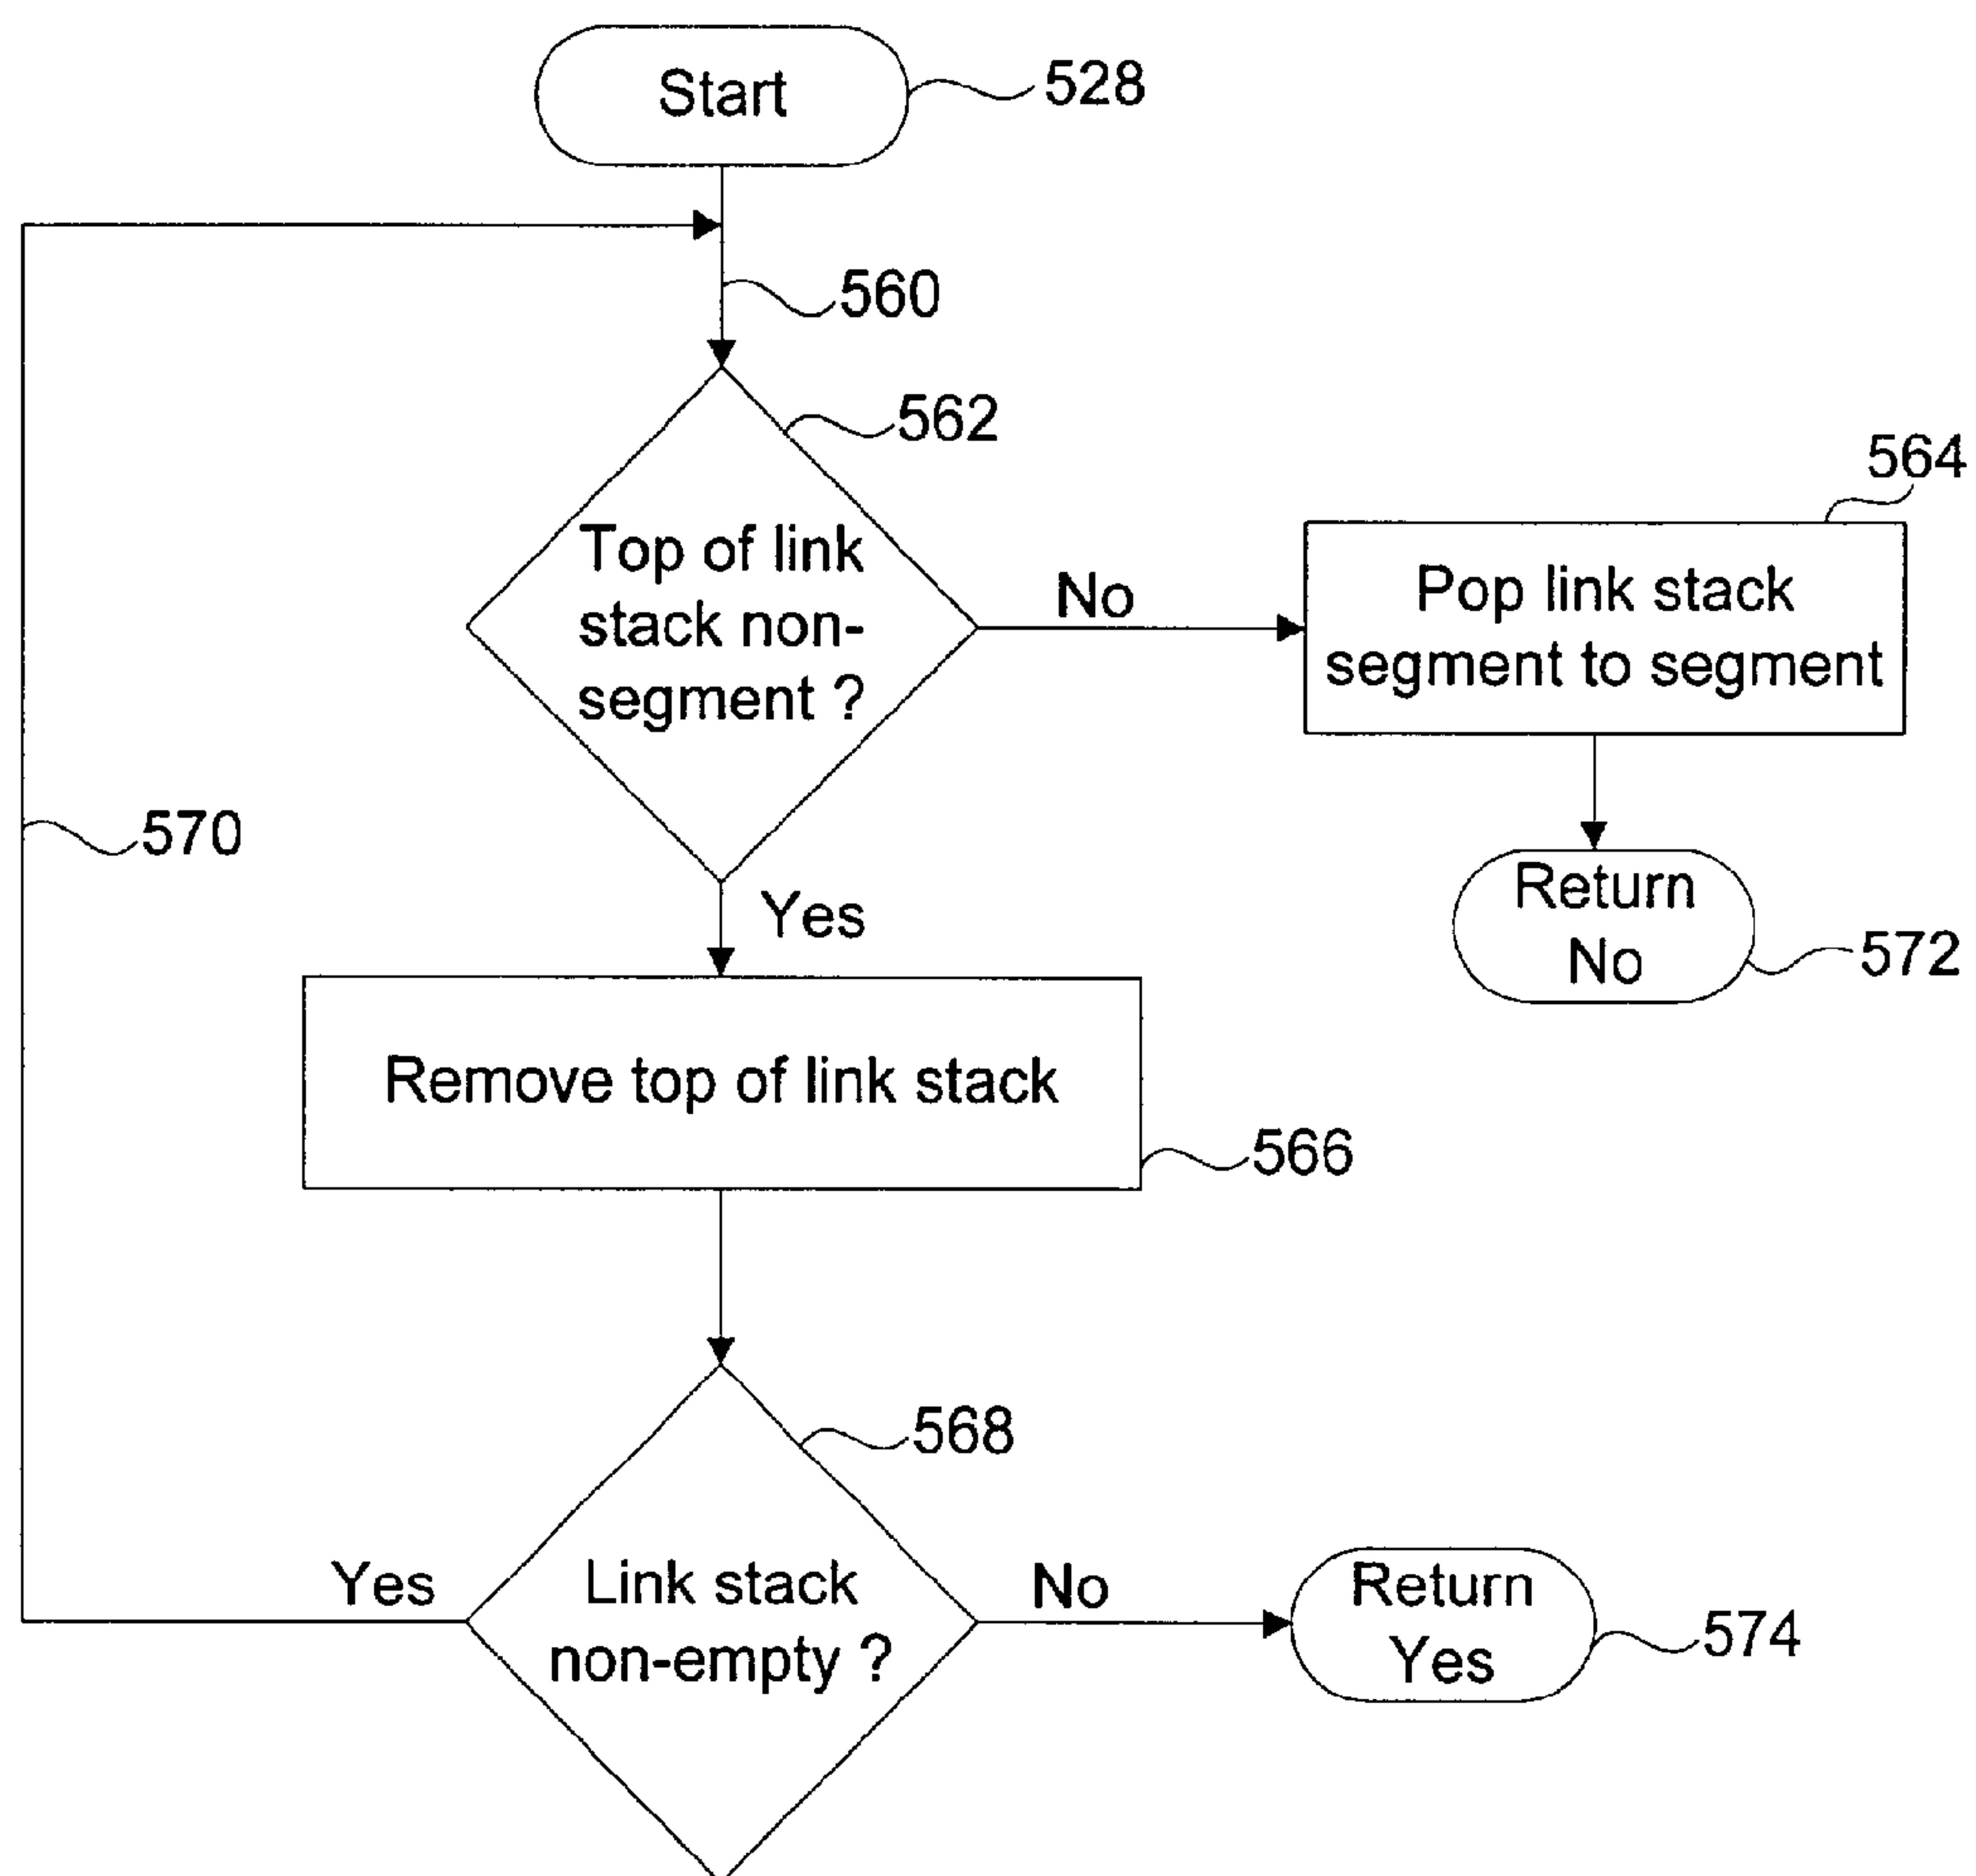 Start
528
560
562
Top of link
stack non-
segment ?
No
564
Pop link stack
segment to segment
570
Yes
Return
No
572
Remove top of link stack
566
568
Yes
Link stack
non-empty ?
No
Return
Yes
574